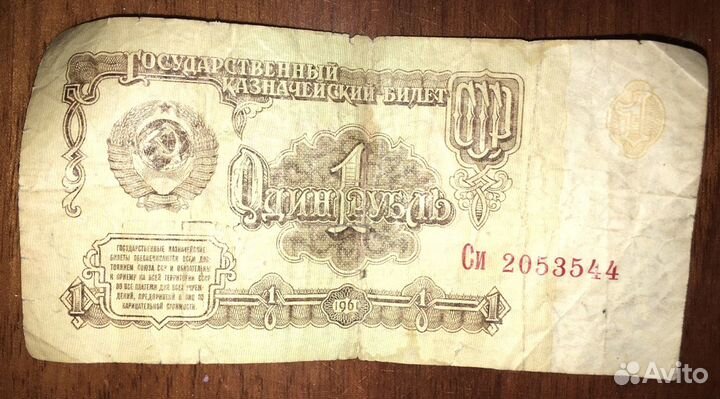 ГОСУДАРСТВЕННЫЙ
КАЗНАЧЕЙСКИЙ БИЛЕТ
СССР
1
1
ОДИН РУБЛЬ
ГОСУДАРСТВЕННЫЕ КАЗНАЧЕЙСКИЕ
БИЛЕТЫ ОБЕСПЕЧИВАЮТСЯ ВСЕМ ДОС-
ТОЯНИЕМ СОЮЗА ССР И ОБЯЗАТЕЛЬНЫ
К ПРИЕМУ НА ВСЕЙ ТЕРРИТОРИИ СССР
ВО ВСЕ ПЛАТЕЖИ ДЛЯ ВСЕХ УЧРЕЖ-
ДЕНИЙ, ПРЕДПРИЯТИЙ И ЛИЦ ПО
НАРИЦАТЕЛЬНОЙ СТОИМОСТИ.
Си 2053544
1 1 1961 1 1
Avito